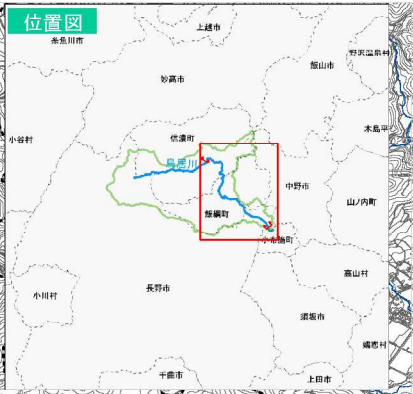 位置図
上越市
糸魚川市
野沢温泉村
飯山市
妙高市
木島平
信濃町
小谷村
鳥居川
中野市
山ノ内町
飯綱町
小布施町
高山村
長野市
小川村
須坂市
嬬恋村
千曲市
上田市